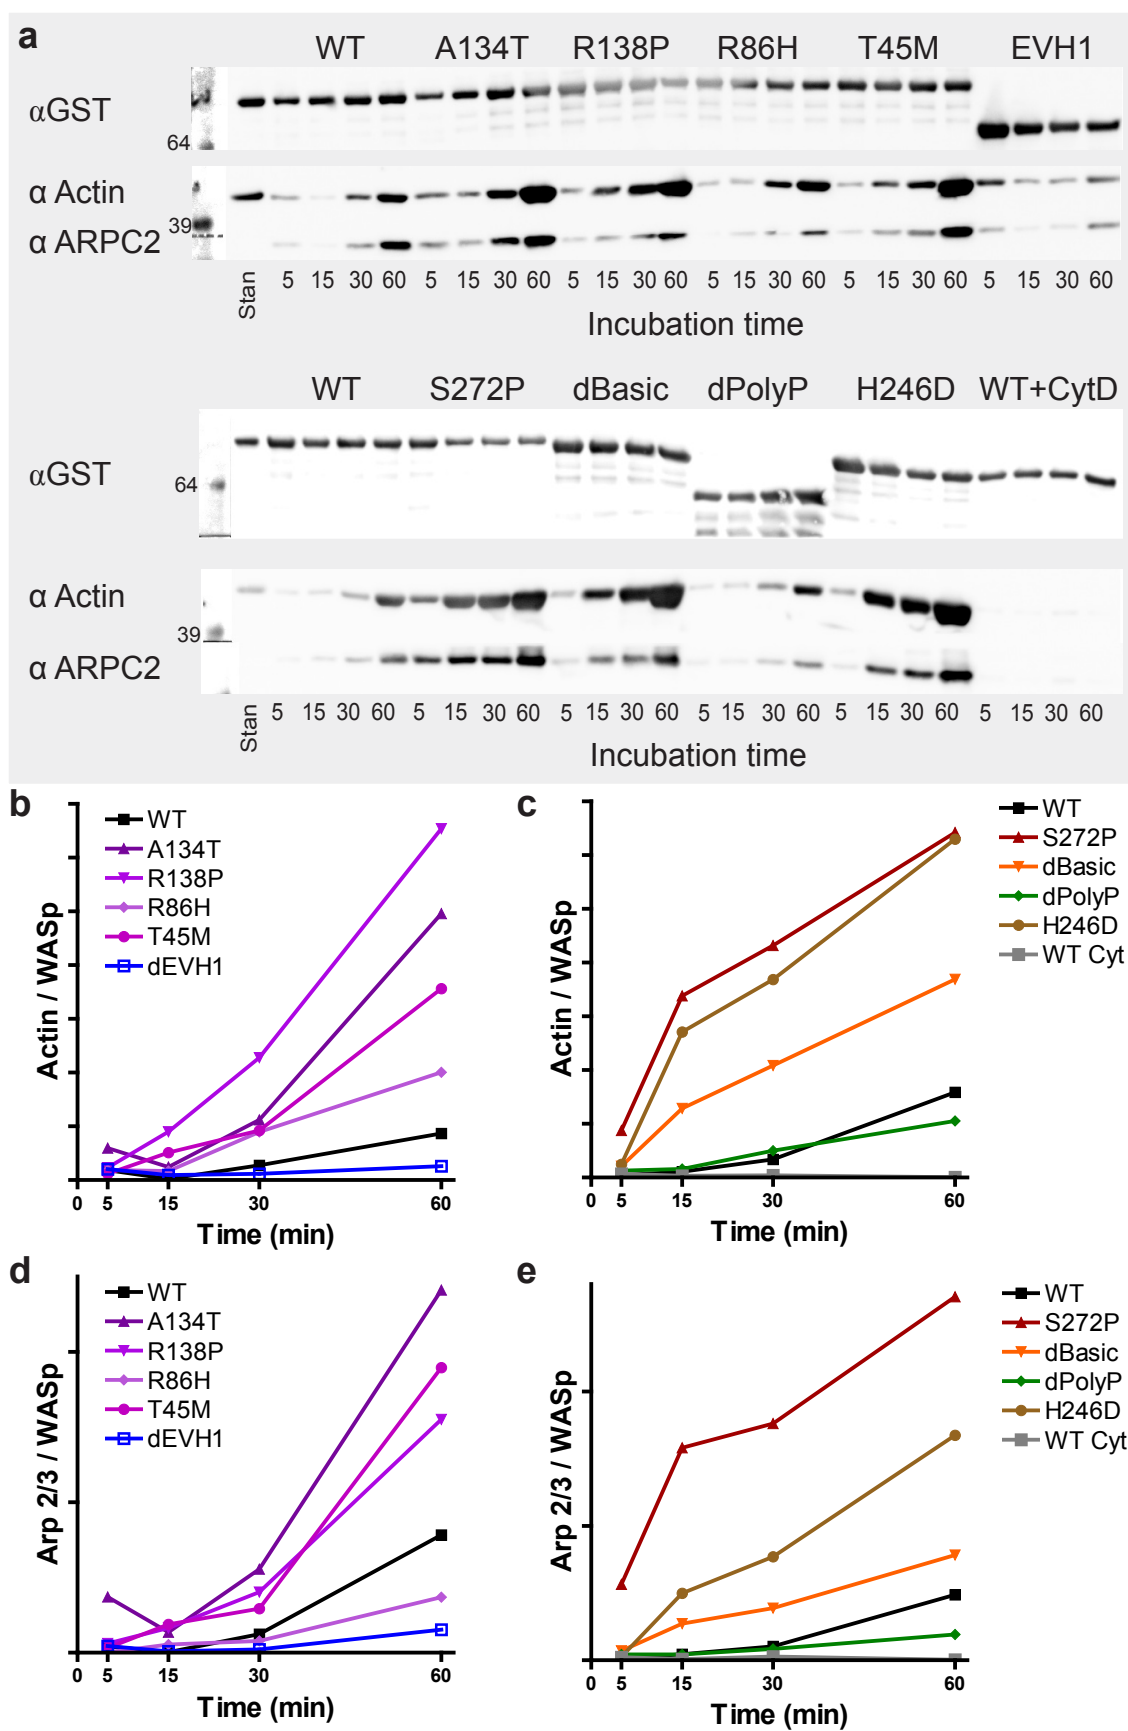 a
WT A134T R138P R86H T45M EVH1
αGST
64
α Actin
39
α ARPC2
Stan 5 15 30 60 5 15 30 60 5 15 30 60 5 15 30 60 5 15 30 60 5 15 30 60
Incubation time
WT S272P dBasic dPolyP H246D WT+CytD
αGST
64
α Actin
39
α ARPC2
Stan 5 15 30 60 5 15 30 60 5 15 30 60 5 15 30 60 5 15 30 60 5 15 30 60
Incubation time
b
WT
A134T
R138P
R86H
T45M
dEVH1
Actin / WASp
0 5 15 30 60
Time (min)
c
WT
S272P
dBasic
dPolyP
H246D
WT Cyt
Actin / WASp
0 5 15 30 60
Time (min)
d
WT
A134T
R138P
R86H
T45M
dEVH1
Arp 2/3 / WASp
0 5 15 30 60
Time (min)
e
WT
S272P
dBasic
dPolyP
H246D
WT Cyt
Arp 2/3 / WASp
0 5 15 30 60
Time (min)